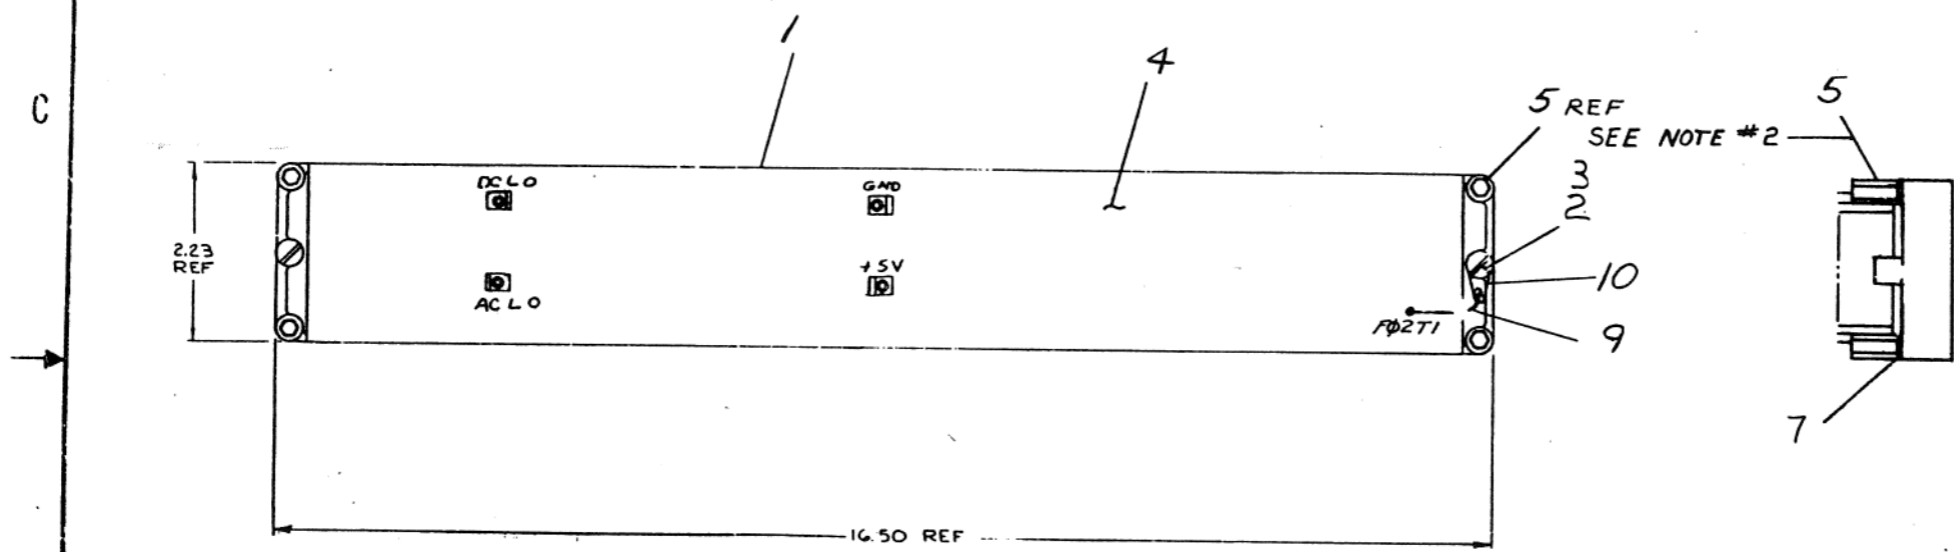 1
4
C
5 REF
SEE NOTE #2
5
DCLO
GND
3
2
2.23
REF
+5V
10
ACLO
FØ2T1
9
7
16.50 REF